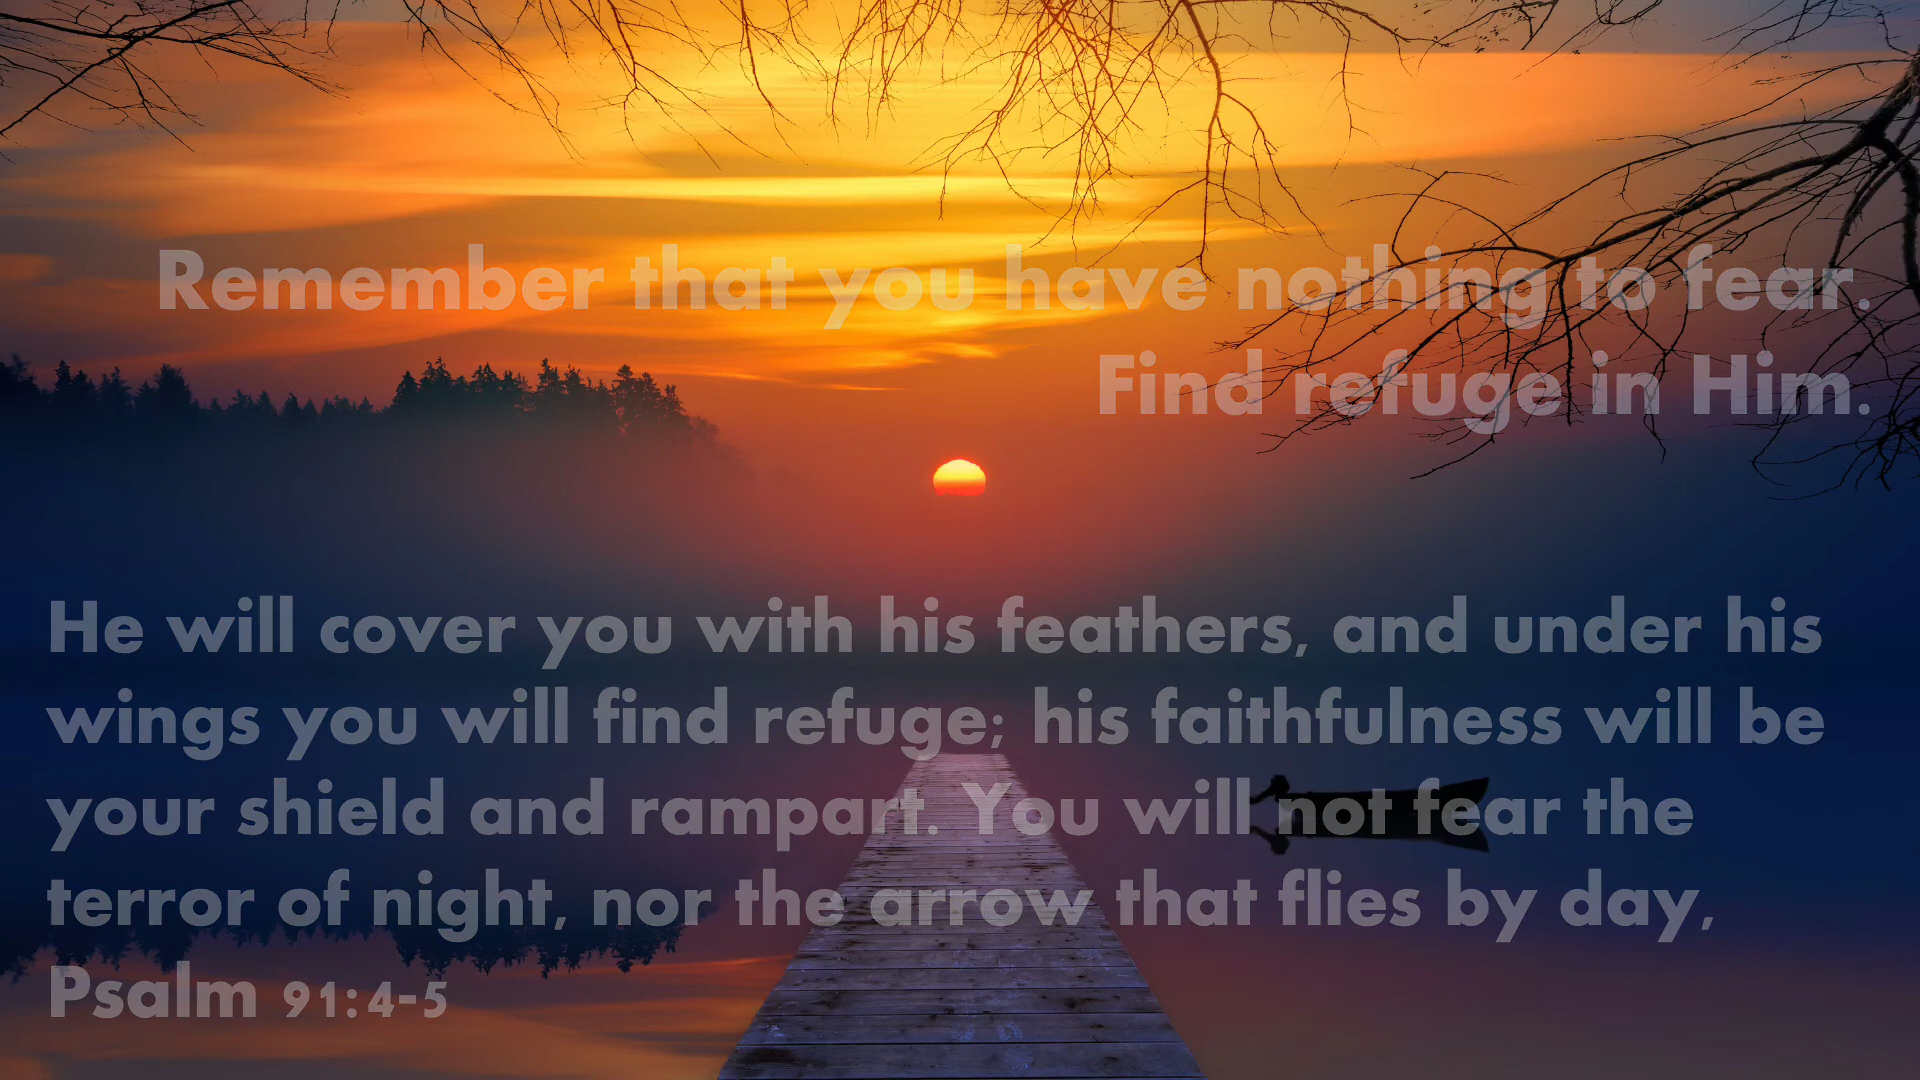 Remember that you have nothing to fear.
Find refuge in Him.
He will cover you with his feathers, and under his
wings you will find refuge; his faithfulness will be
your shield and rampart. You will not fear the
terror of night, nor the arrow that flies by day,
Psalm 91:4-5